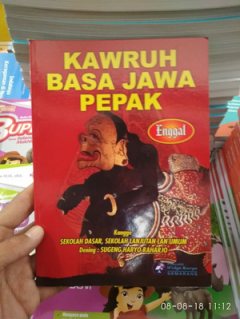 KAWRUH
BASA JAWA
PEPAK
Enggal
Kanggo
SEKOLAH DASAR, SEKOLAH LANJUTAN LAN UMUM
Dening : SUGENG HARYO RAHARJO
08-08-18 11:12